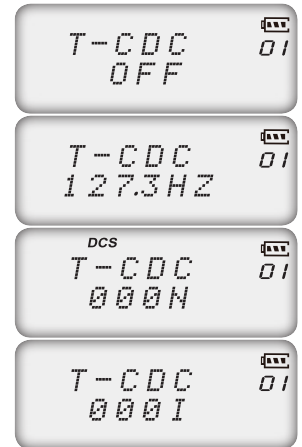 T-CDC 01
OFF
T-CDC 01
127.3HZ
DCS
T-CDC 01
000N
T-CDC 01
000I